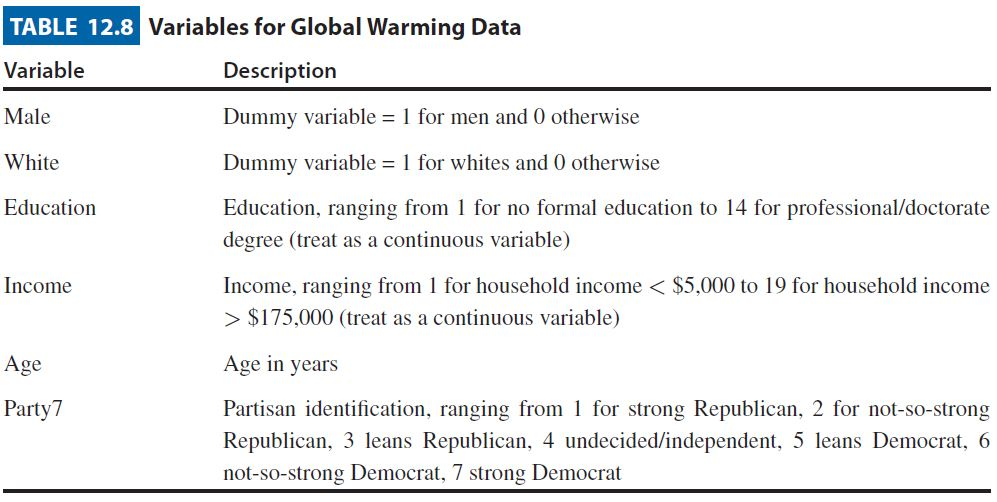 TABLE 12.8 Variables for Global Warming Data
Variable Description
Male Dummy variable = 1 for men and 0 otherwise
White Dummy variable = 1 for whites and 0 otherwise
Education Education, ranging from 1 for no formal education to 14 for professional/doctorate
degree (treat as a continuous variable)
Income Income, ranging from 1 for household income < $5,000 to 19 for household income
> $175,000 (treat as a continuous variable)
Age Age in years
Party7 Partisan identification, ranging from 1 for strong Republican, 2 for not-so-strong
Republican, 3 leans Republican, 4 undecided/independent, 5 leans Democrat, 6
not-so-strong Democrat, 7 strong Democrat